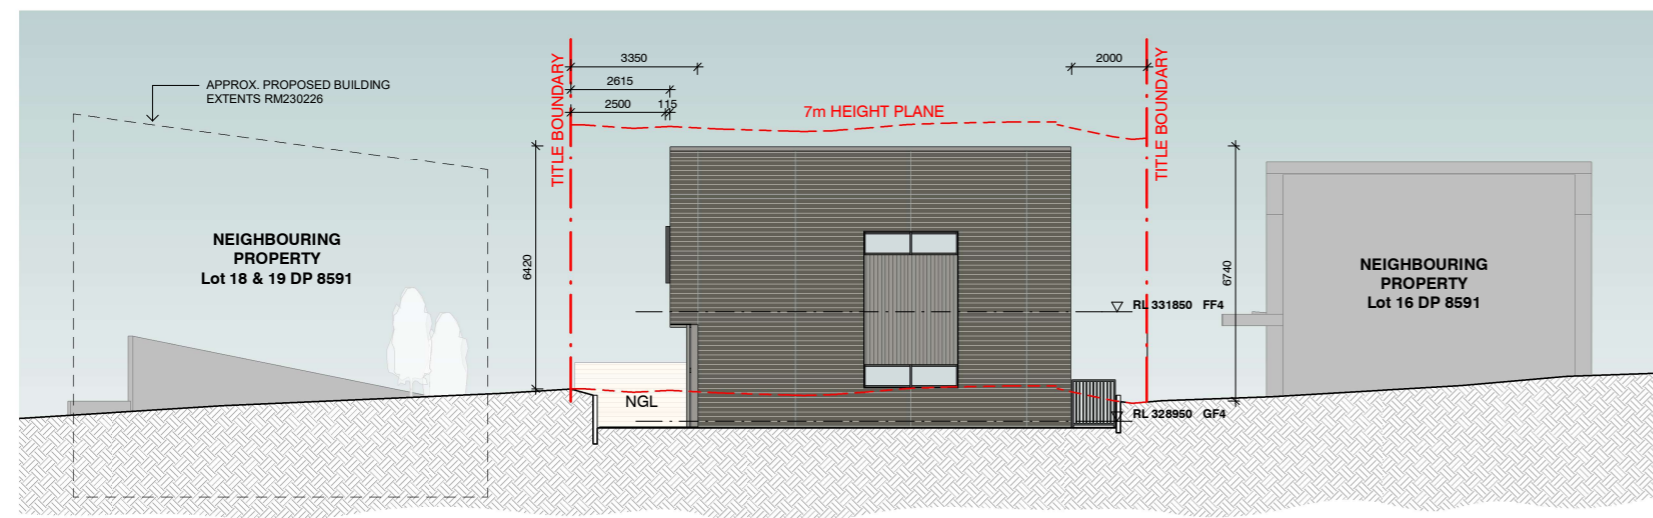 APPROX. PROPOSED BUILDING
EXTENTS RM230226
TITLE BOUNDARY
3350
2615
2500
115
2000
7m HEIGHT PLANE
TITLE BOUNDARY
NEIGHBOURING
PROPERTY
Lot 18 & 19 DP 8591
6420
6740
NEIGHBOURING
PROPERTY
Lot 16 DP 8591
RL 331850 FF4
NGL
RL 328950 GF4